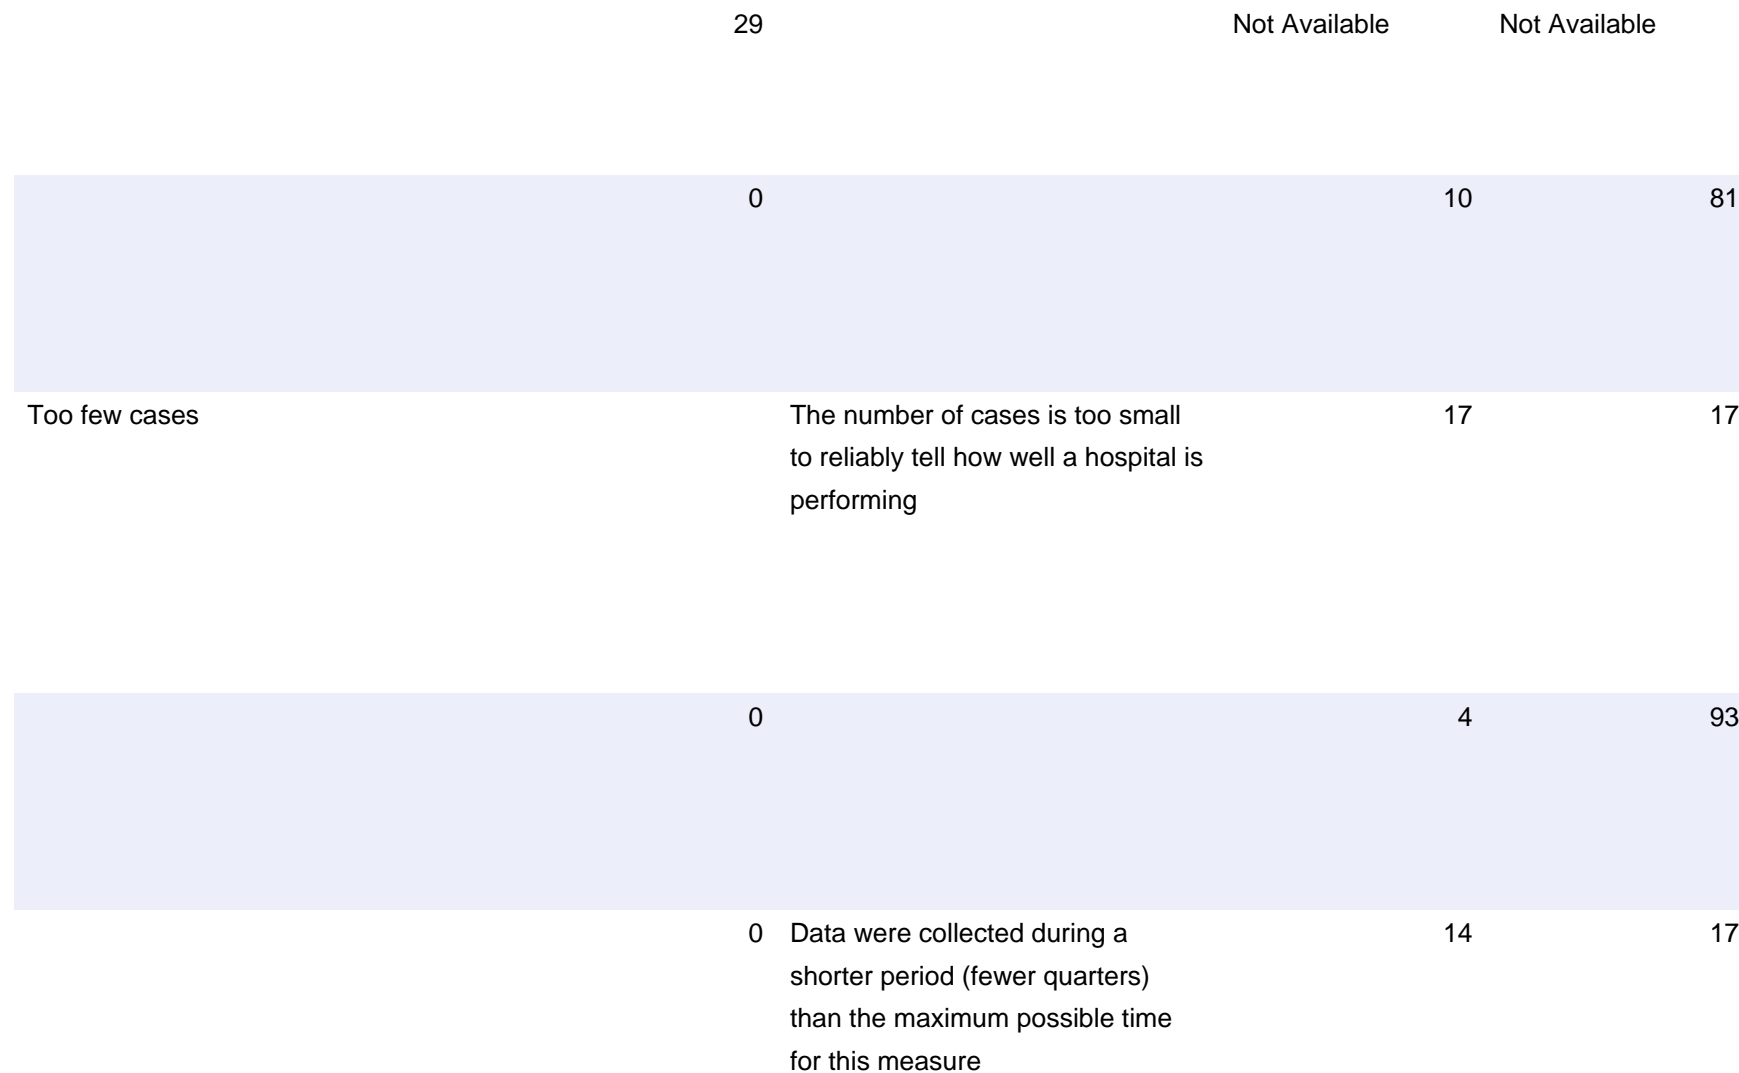 29 Not Available Not Available
0 10 81
Too few cases The number of cases is too small 17 17
to reliably tell how well a hospital is
performing
0 4 93
0 Data were collected during a 14 17
shorter period (fewer quarters)
than the maximum possible time
for this measure